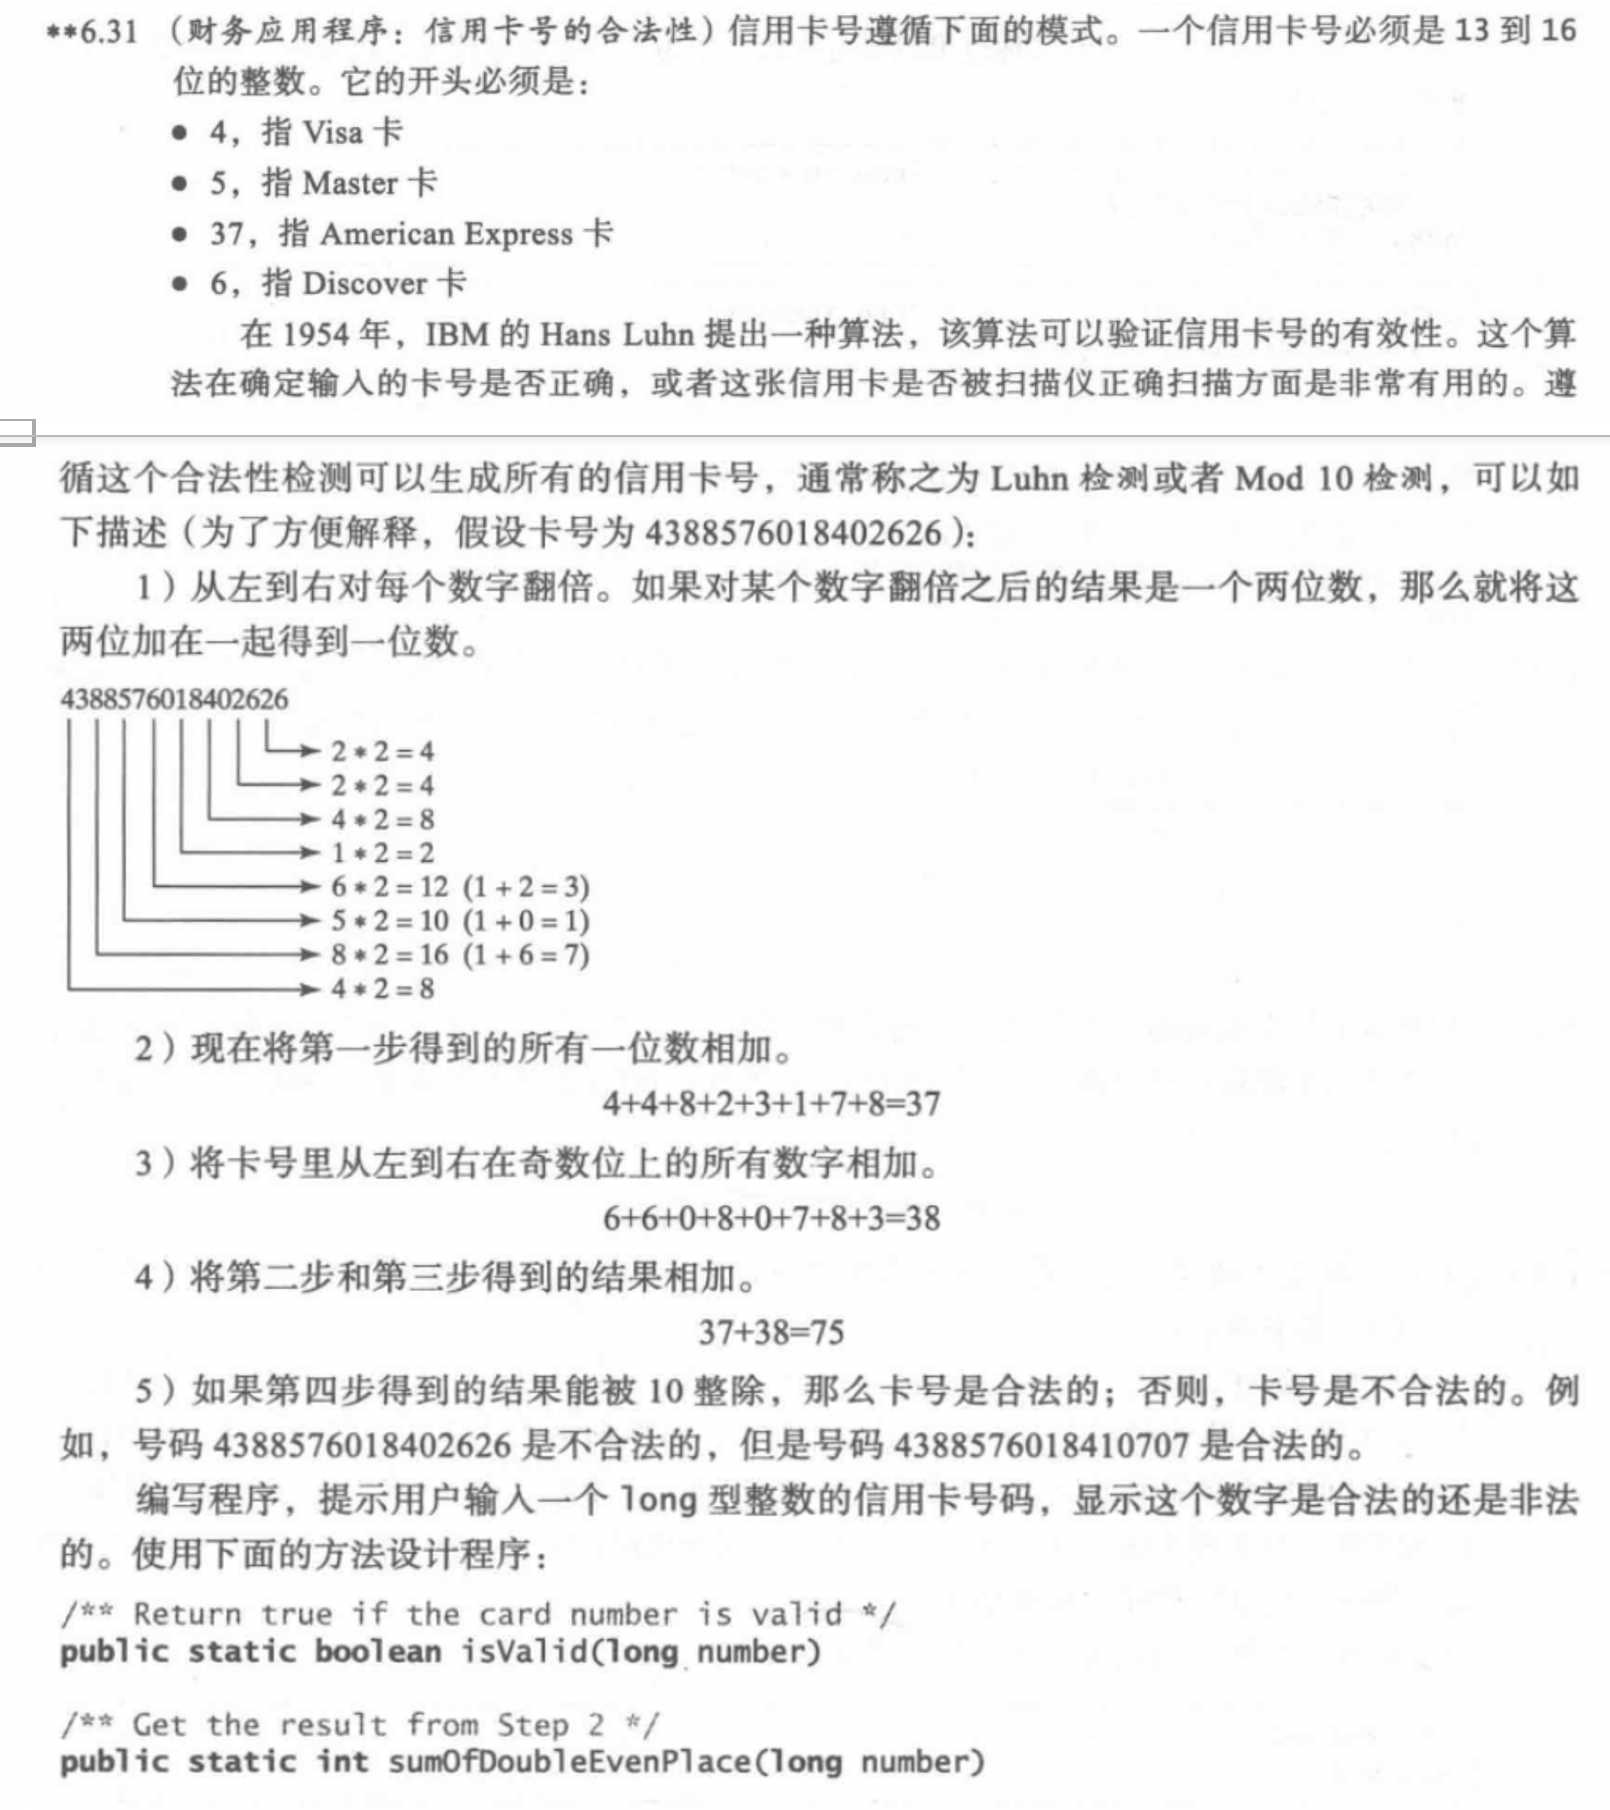 **6.31 （财务应用程序：信用卡号的合法性）信用卡号遵循下面的模式。一个信用卡号必须是 13 到 16
位的整数。它的开头必须是：
● 4，指 Visa 卡
● 5，指 Master 卡
● 37，指 American Express 卡
● 6，指 Discover 卡
在 1954 年，IBM 的 Hans Luhn 提出一种算法，该算法可以验证信用卡号的有效性。这个算
法在确定输入的卡号是否正确，或者这张信用卡是否被扫描仪正确扫描方面是非常有用的。遵
循这个合法性检测可以生成所有的信用卡号，通常称之为 Luhn 检测或者 Mod 10 检测，可以如
下描述（为了方便解释，假设卡号为 4388576018402626）：
1）从左到右对每个数字翻倍。如果对某个数字翻倍之后的结果是一个两位数，那么就将这
两位加在一起得到一位数。
4388576018402626
2 * 2 = 4
2 * 2 = 4
4 * 2 = 8
1 * 2 = 2
6 * 2 = 12 (1 + 2 = 3)
5 * 2 = 10 (1 + 0 = 1)
8 * 2 = 16 (1 + 6 = 7)
4 * 2 = 8
2）现在将第一步得到的所有一位数相加。
4+4+8+2+3+1+7+8=37
3）将卡号里从左到右在奇数位上的所有数字相加。
6+6+0+8+0+7+8+3=38
4）将第二步和第三步得到的结果相加。
37+38=75
5）如果第四步得到的结果能被 10 整除，那么卡号是合法的；否则，卡号是不合法的。例
如，号码 4388576018402626 是不合法的，但是号码 4388576018410707 是合法的。
编写程序，提示用户输入一个 long 型整数的信用卡号码，显示这个数字是合法的还是非法
的。使用下面的方法设计程序：
/** Return true if the card number is valid */
public static boolean isValid(long number)
/** Get the result from Step 2 */
public static int sumOfDoubleEvenPlace(long number)